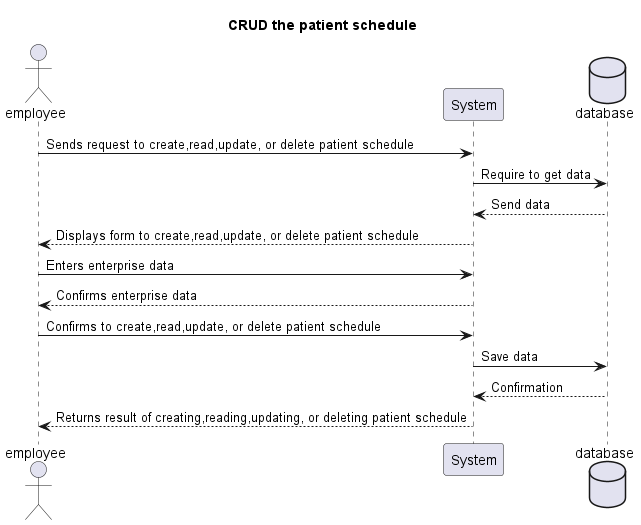 CRUD the patient schedule
employee
System
database
Sends request to create,read,update, or delete patient schedule
Require to get data
Send data
Displays form to create,read,update, or delete patient schedule
Enters enterprise data
Confirms enterprise data
Confirms to create,read,update, or delete patient schedule
Save data
Confirmation
Returns result of creating,reading,updating, or deleting patient schedule
employee
System
database